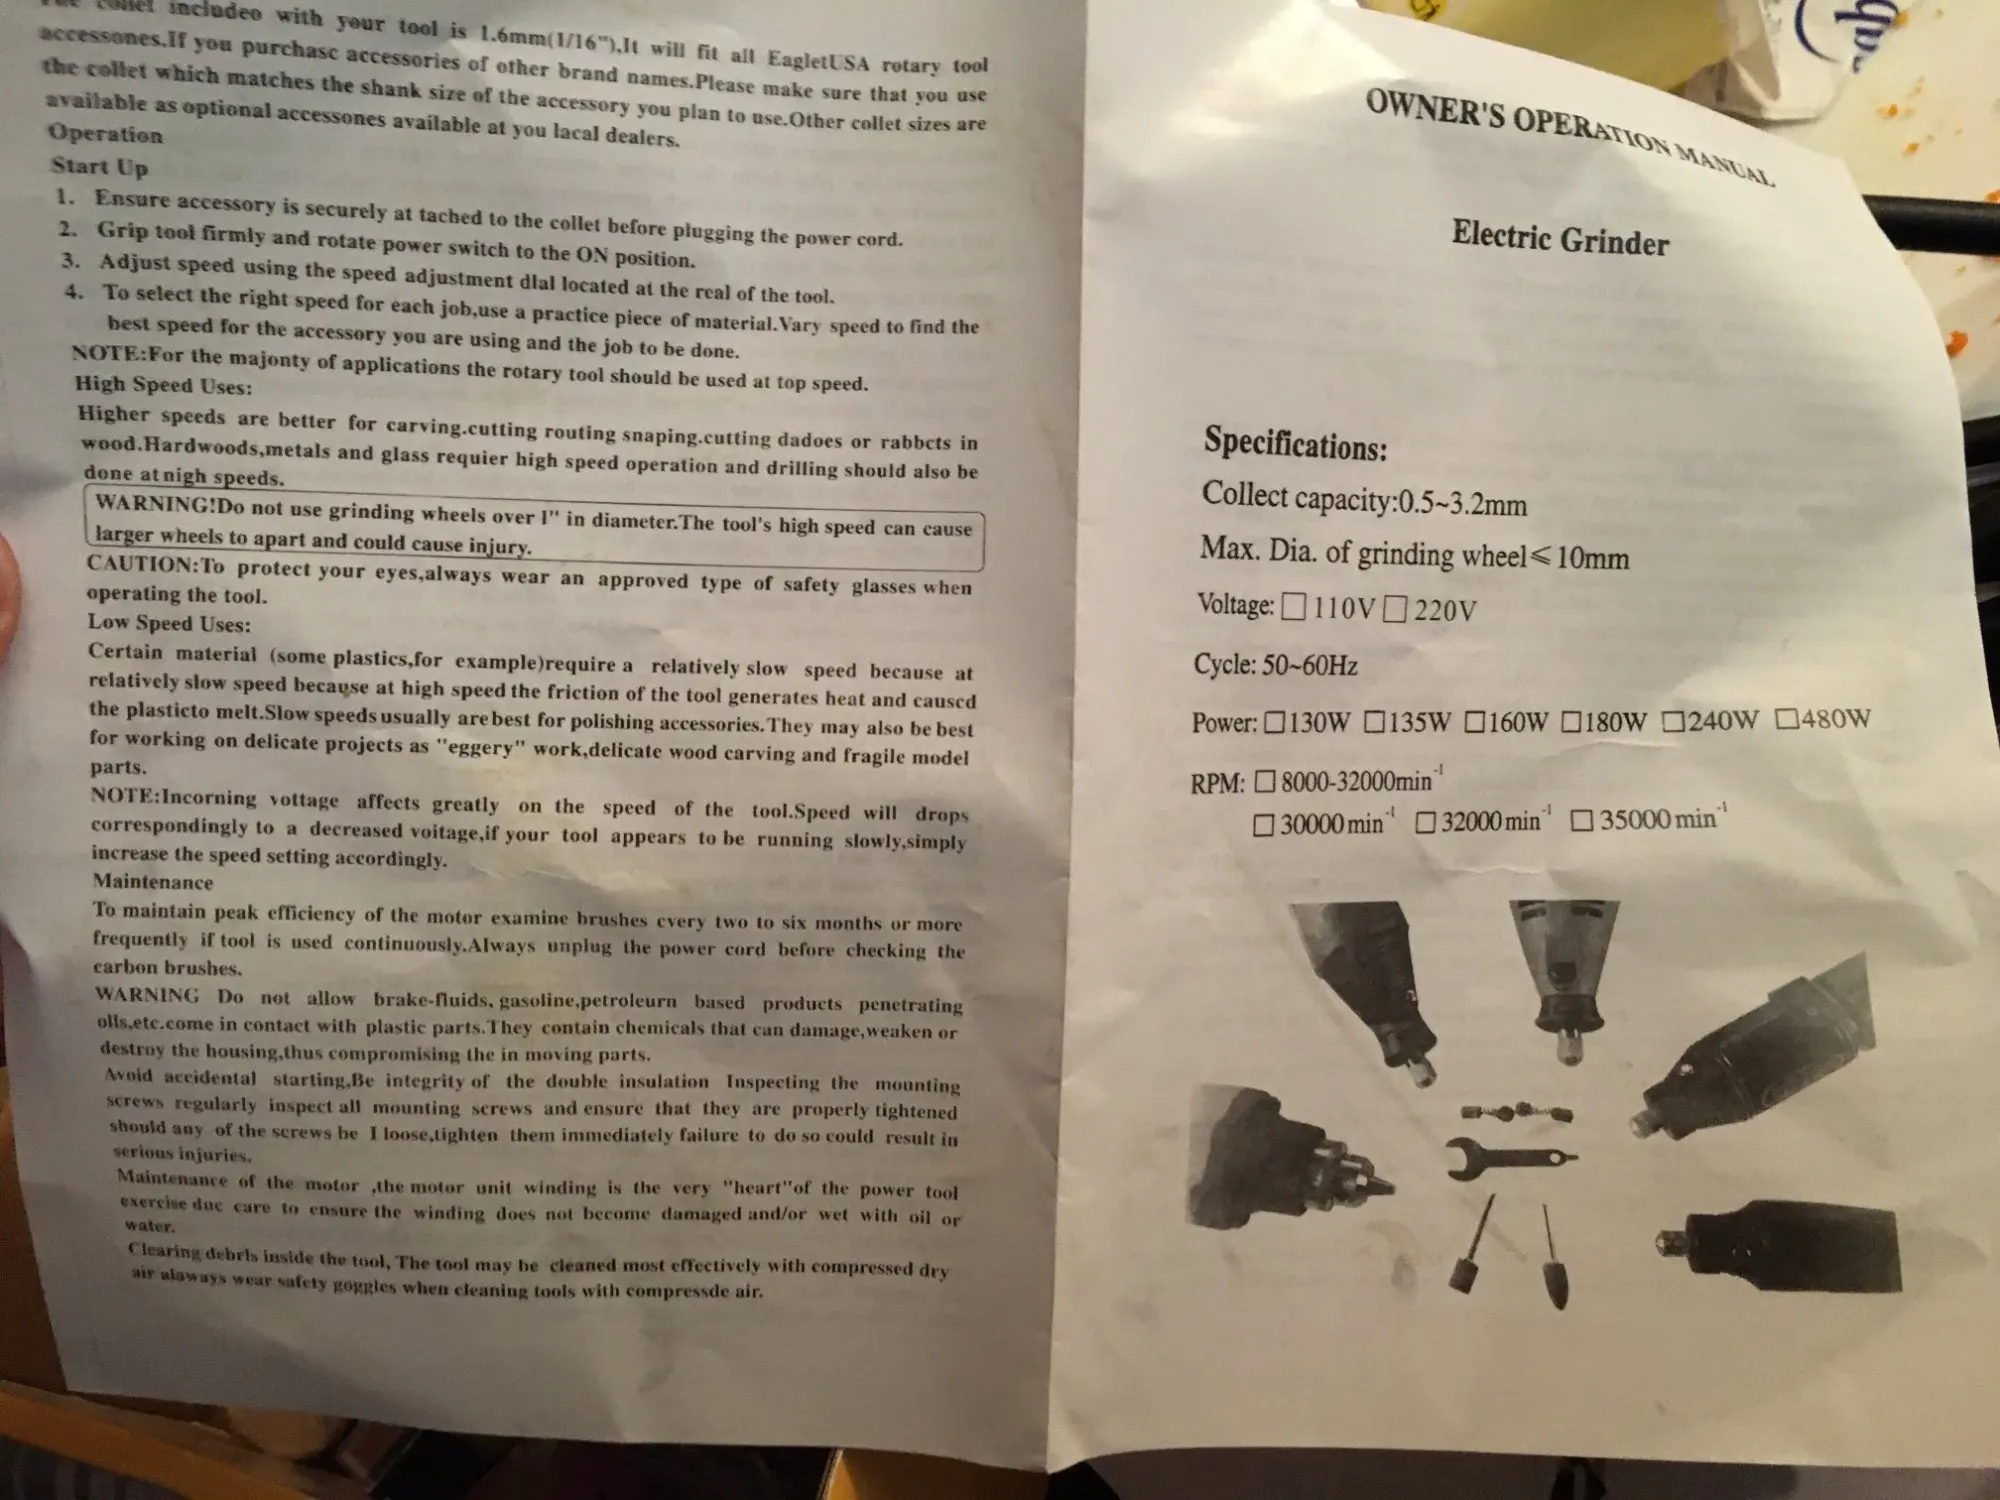 collet includeo with your tool is 1.6mm(1/16"),It will fit all EagletUSA rotary tool
accessones.If you purchasc accessories of other brand names.Please make sure that you use
the collet which matches the shank size of the accessory you plan to use.Other collet sizes are
available as optional accessones available at you lacal dealers.
Operation
Start Up
1. Ensure accessory is securely at tached to the collet before plugging the power cord.
2. Grip tool firmly and rotate power switch to the ON position.
3. Adjust speed using the speed adjustment dlal located at the real of the tool.
4. To select the right speed for each job,use a practice piece of material.Vary speed to find the
best speed for the accessory you are using and the job to be done.
NOTE:For the majonty of applications the rotary tool should be used at top speed.
High Speed Uses:
Higher speeds are better for carving.cutting routing snaping.cutting dadoes or rabbcts in
wood.Hardwoods,metals and glass requier high speed operation and drilling should also be
done at nigh speeds.
WARNING!Do not use grinding wheels over 1" in diameter.The tool's high speed can cause
larger wheels to apart and could cause injury.
CAUTION:To protect your eyes,always wear an approved type of safety glasses when
operating the tool.
Low Speed Uses:
Certain material (some plastics,for example)require a relatively slow speed because at
relatively slow speed because at high speed the friction of the tool generates heat and causcd
the plasticto melt.Slow speeds usually are best for polishing accessories.They may also be best
for working on delicate projects as "eggery" work,delicate wood carving and fragile model
parts.
NOTE:Incorning vottage affects greatly on the speed of the tool.Speed will drops
correspondingly to a decreased voitage,if your tool appears to be running slowly,simply
increase the speed setting accordingly.
Maintenance
To maintain peak efficiency of the motor examine brushes every two to six months or more
frequently if tool is used continuously.Always unplug the power cord before checking the
carbon brushes.
WARNING Do not allow brake-fluids, gasoline,petroleurn based products penetrating
olls,etc.come in contact with plastic parts.They contain chemicals that can damage,weaken or
destroy the housing,thus compromising the in moving parts.
Avoid accidental starting,Be integrity of the double insulation Inspecting the mounting
screws regularly inspect all mounting screws and ensure that they are properly tightened
should any of the screws be I loose,tighten them immediately failure to do so could result in
serious injuries.
Maintenance of the motor ,the motor unit winding is the very "heart"of the power tool
exercise duc care to ensure the winding does not become damaged and/or wet with oil or
water.
Clearing debrls inside the tool, The tool may be cleaned most effectively with compressed dry
air alaways wear safety goggles when cleaning tools with compressde air.
OWNER'S OPERATION MANUAL
Electric Grinder
Specifications:
Collect capacity:0.5~3.2mm
Max. Dia. of grinding wheel⩽10mm
Voltage: □110V □220V
Cycle: 50~60Hz
Power: □130W □135W □160W □180W □240W □480W
RPM: □ 8000-32000min⁻¹
□ 30000min⁻¹ □ 32000min⁻¹ □ 35000min⁻¹